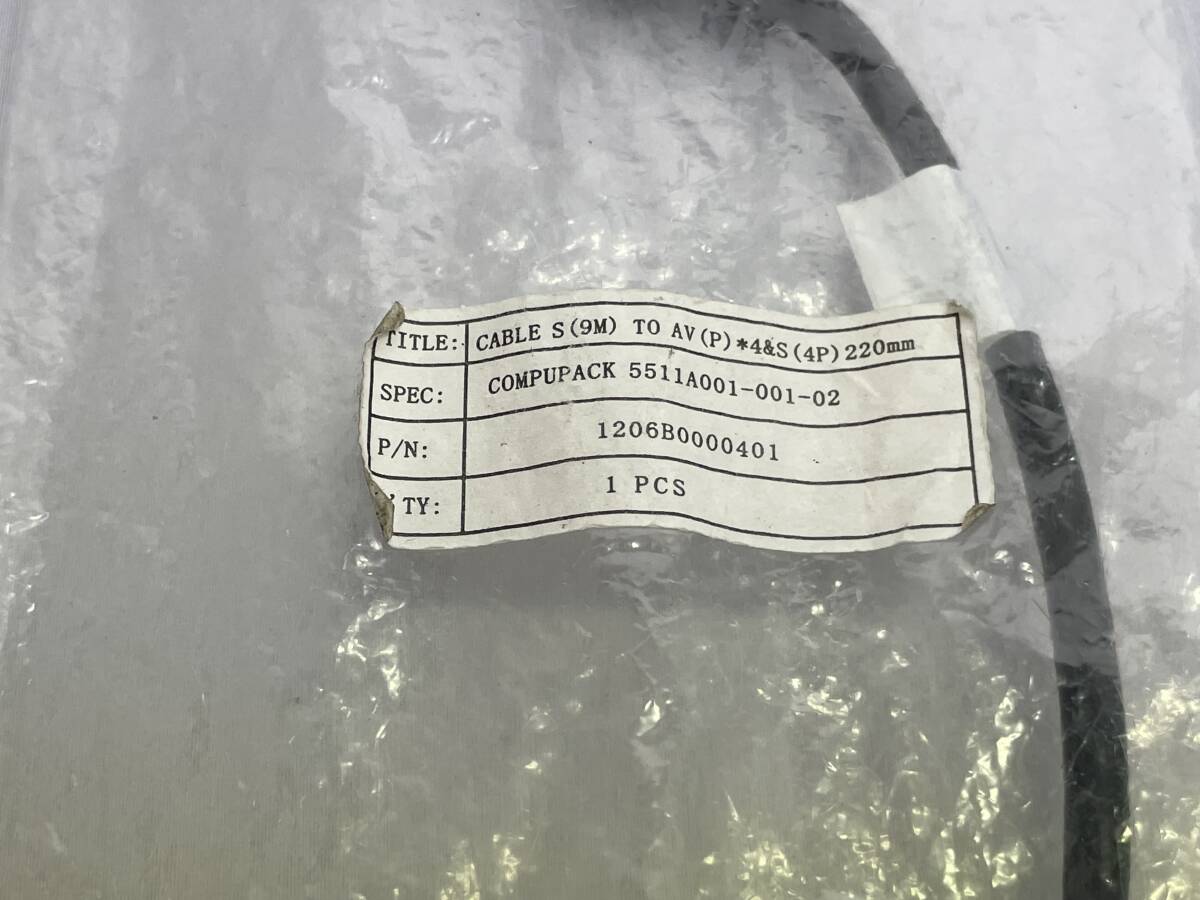 TITLE: CABLE S(9M) TO AV(P)*4&S(4P)220mm
SPEC: COMPUPACK 5511A001-001-02
P/N: 1206B0000401
'TY: 1 PCS